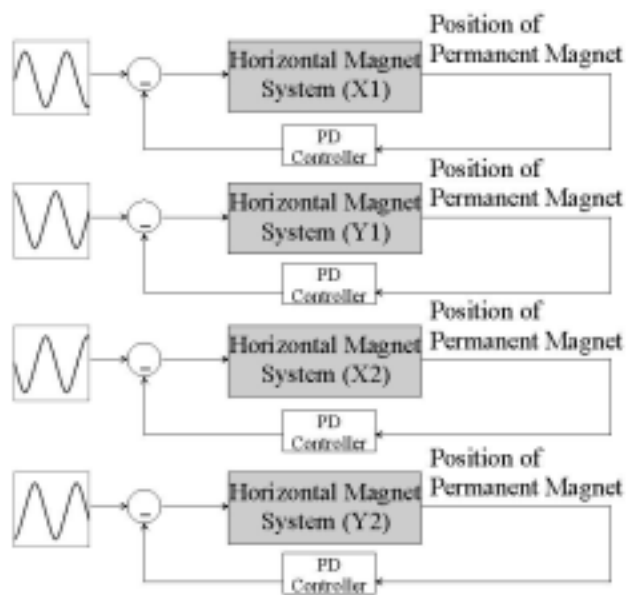 Position of
Permanent Magnet
Horizontal Magnet
System (X1)
-
PD
Controller
Position of
Permanent Magnet
Horizontal Magnet
System (Y1)
-
PD
Controller
Position of
Permanent Magnet
Horizontal Magnet
System (X2)
-
PD
Controller
Position of
Permanent Magnet
Horizontal Magnet
System (Y2)
-
PD
Controller